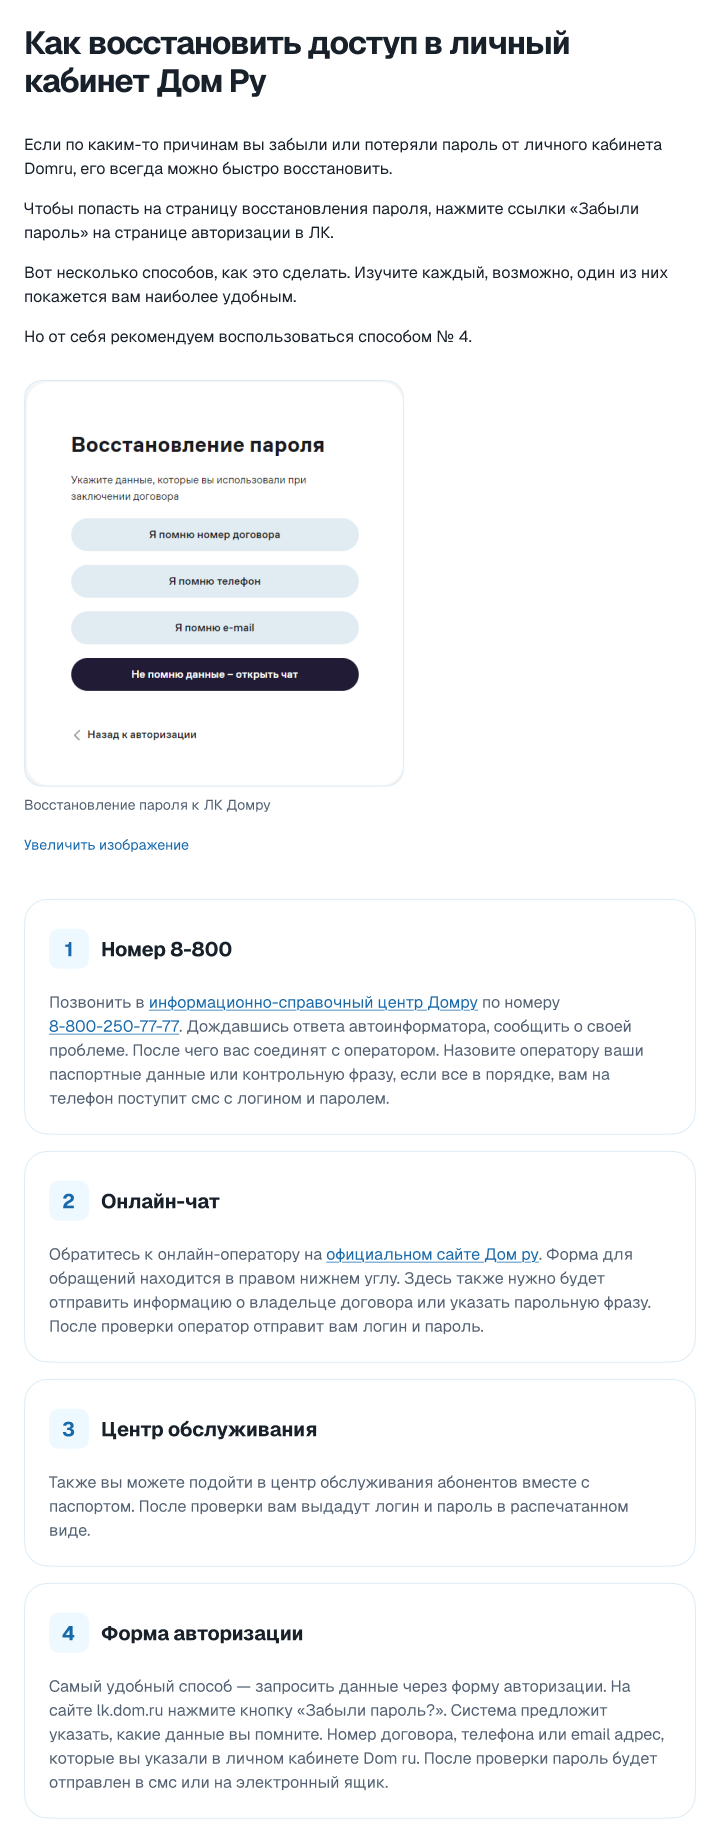 Как восстановить доступ в личный
кабинет Дом Ру
Если по каким-то причинам вы забыли или потеряли пароль от личного кабинета
Domru, его всегда можно быстро восстановить.
Чтобы попасть на страницу восстановления пароля, нажмите ссылки «Забыли
пароль» на странице авторизации в ЛК.
Вот несколько способов, как это сделать. Изучите каждый, возможно, один из них
покажется вам наиболее удобным.
Но от себя рекомендуем воспользоваться способом № 4.
Восстановление пароля
Укажите данные, которые вы использовали при
заключении договора
Я помню номер договора
Я помню телефон
Я помню e-mail
Не помню данные – открыть чат
Назад к авторизации
Восстановление пароля к ЛК Домру
Увеличить изображение
1 Номер 8-800
Позвонить в информационно-справочный центр Домру по номеру
8-800-250-77-77. Дождавшись ответа автоинформатора, сообщить о своей
проблеме. После чего вас соединят с оператором. Назовите оператору ваши
паспортные данные или контрольную фразу, если все в порядке, вам на
телефон поступит смс с логином и паролем.
2 Онлайн-чат
Обратитесь к онлайн-оператору на официальном сайте Дом ру. Форма для
обращений находится в правом нижнем углу. Здесь также нужно будет
отправить информацию о владельце договора или указать парольную фразу.
После проверки оператор отправит вам логин и пароль.
3 Центр обслуживания
Также вы можете подойти в центр обслуживания абонентов вместе с
паспортом. После проверки вам выдадут логин и пароль в распечатанном
виде.
4 Форма авторизации
Самый удобный способ — запросить данные через форму авторизации. На
сайте lk.dom.ru нажмите кнопку «Забыли пароль?». Система предложит
указать, какие данные вы помните. Номер договора, телефона или email адрес,
которые вы указали в личном кабинете Dom ru. После проверки пароль будет
отправлен в смс или на электронный ящик.